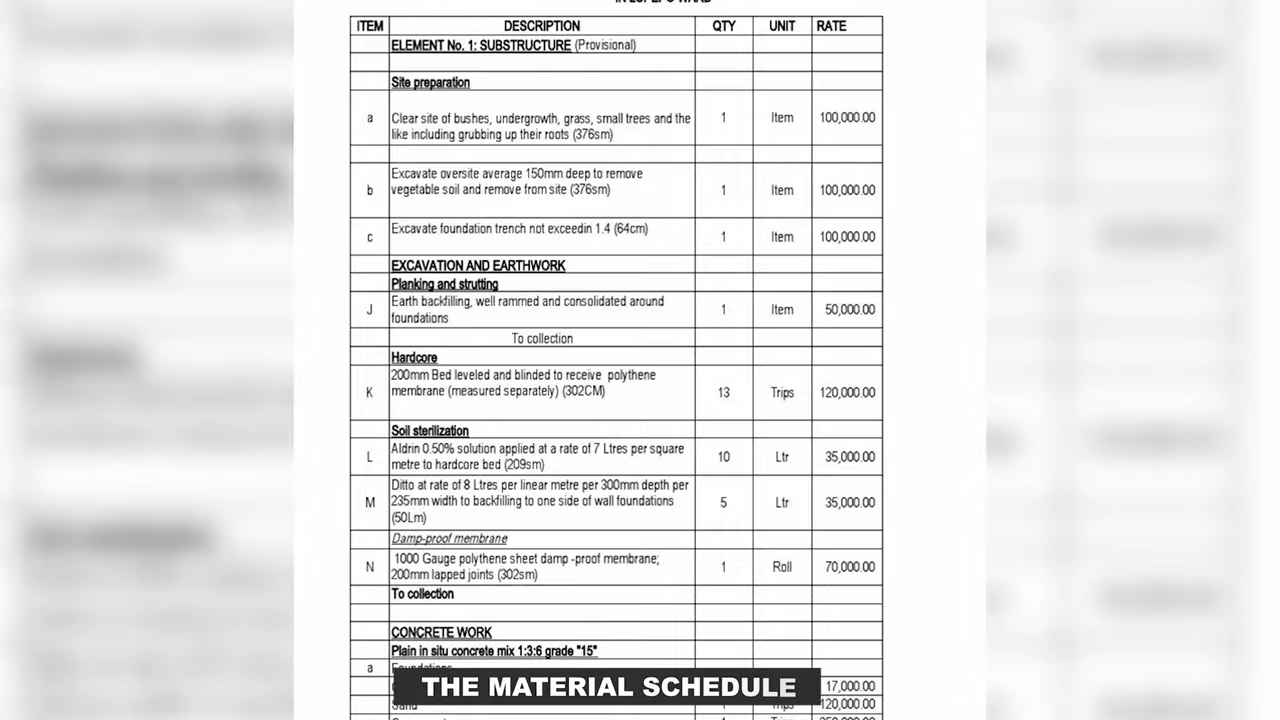 ITEM DESCRIPTION QTY UNIT RATE
ELEMENT No. 1: SUBSTRUCTURE (Provisional)
Site preparation
a Clear site of bushes, undergrowth, grass, small trees and the 1 Item 100,000.00
like including grubbing up their roots (376sm)
b Excavate oversite average 150mm deep to remove 1 Item 100,000.00
vegetable soil and remove from site (376sm)
c Excavate foundation trench not exceedin 1.4 (64cm) 1 Item 100,000.00
EXCAVATION AND EARTHWORK
Planking and strutting
J Earth backfilling, well rammed and consolidated around 1 Item 50,000.00
foundations
To collection
Hardcore
K 200mm Bed leveled and blinded to receive polythene 13 Trips 120,000.00
membrane (measured separately) (302CM)
Soil sterilization
L Aldrin 0.50% solution applied at a rate of 7 Ltres per square 10 Ltr 35,000.00
metre to hardcore bed (209sm)
M Ditto at rate of 8 Ltres per linear metre per 300mm depth per 5 Ltr 35,000.00
235mm width to backfilling to one side of wall foundations
(50Lm)
Damp-proof membrane
N 1000 Gauge polythene sheet damp -proof membrane; 1 Roll 70,000.00
200mm lapped joints (302sm)
To collection
CONCRETE WORK
Plain in situ concrete mix 1:3:6 grade "15"
a
17,000.00
120,000.00
THE MATERIAL SCHEDULE